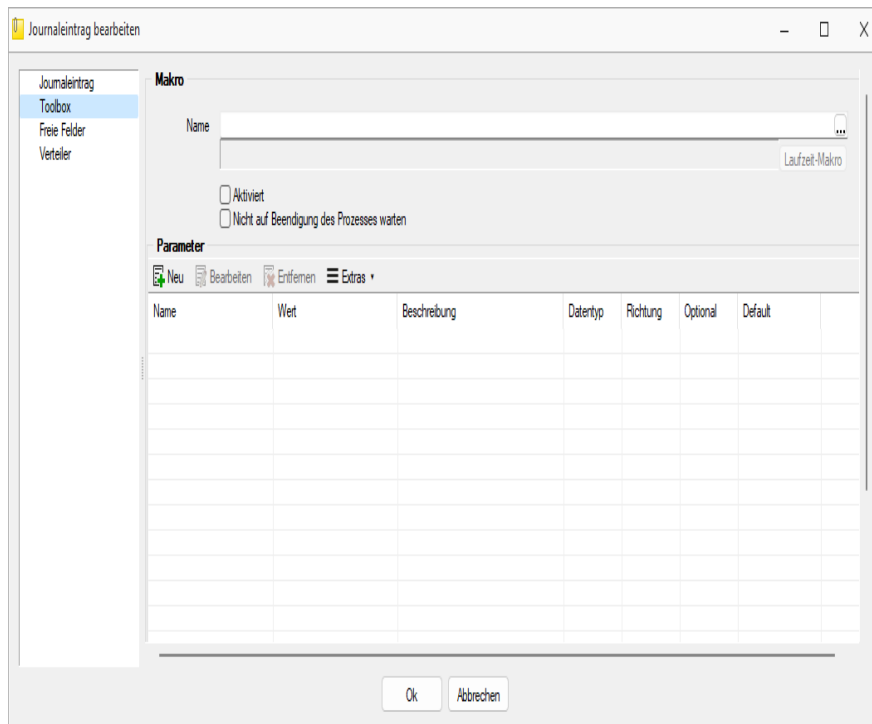 Journaleintrag bearbeiten
Journaleintrag
Toolbox
Freie Felder
Verteiler
Makro
Name
...
Laufzeit-Makro
Aktiviert
Nicht auf Beendigung des Prozesses warten
Parameter
Neu Bearbeiten Entfernen Extras
Name Wert Beschreibung Datentyp Richtung Optional Default
Ok Abbrechen